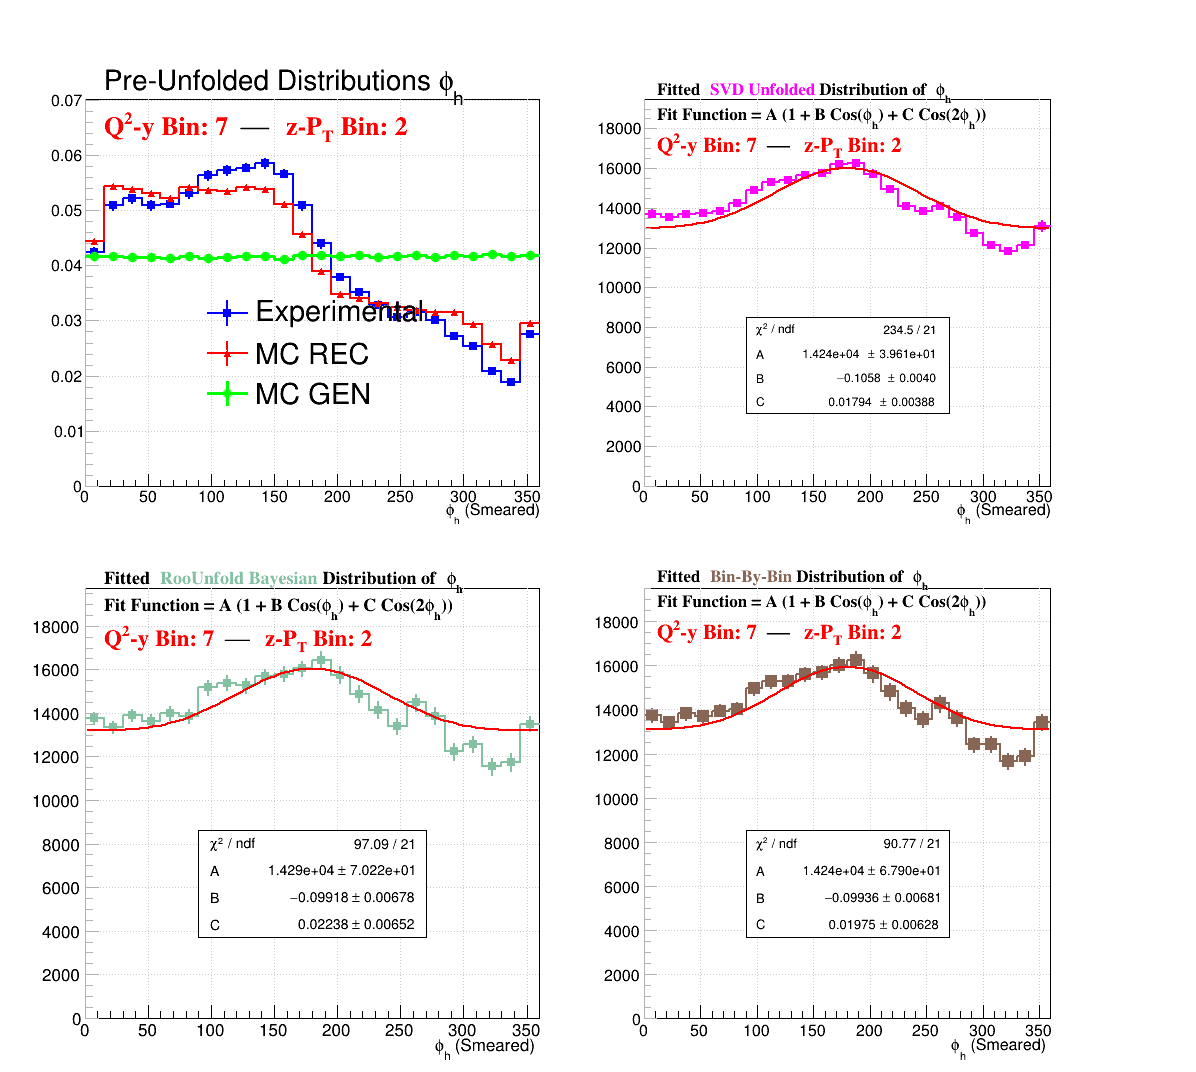 Pre-Unfolded Distributions ϕh
Q²-y Bin: 7 — z-PT Bin: 2
0.07
0.06
0.05
0.04
0.03
0.02
0.01
0
Experimental
MC REC
MC GEN
0 50 100 150 200 250 300 350
ϕh (Smeared)
Fitted SVD Unfolded Distribution of ϕh
Fit Function = A (1 + B Cos(ϕh) + C Cos(2ϕh))
Q²-y Bin: 7 — z-PT Bin: 2
18000
16000
14000
12000
10000
8000
6000
4000
2000
0
χ² / ndf 234.5 / 21
A 1.424e+04 ± 3.961e+01
B −0.1058 ± 0.0040
C 0.01794 ± 0.00388
0 50 100 150 200 250 300 350
ϕh (Smeared)
Fitted RooUnfold Bayesian Distribution of ϕh
Fit Function = A (1 + B Cos(ϕh) + C Cos(2ϕh))
Q²-y Bin: 7 — z-PT Bin: 2
18000
16000
14000
12000
10000
8000
6000
4000
2000
0
χ² / ndf 97.09 / 21
A 1.429e+04 ± 7.022e+01
B −0.09918 ± 0.00678
C 0.02238 ± 0.00652
0 50 100 150 200 250 300 350
ϕh (Smeared)
Fitted Bin-By-Bin Distribution of ϕh
Fit Function = A (1 + B Cos(ϕh) + C Cos(2ϕh))
Q²-y Bin: 7 — z-PT Bin: 2
18000
16000
14000
12000
10000
8000
6000
4000
2000
0
χ² / ndf 90.77 / 21
A 1.424e+04 ± 6.790e+01
B −0.09936 ± 0.00681
C 0.01975 ± 0.00628
0 50 100 150 200 250 300 350
ϕh (Smeared)